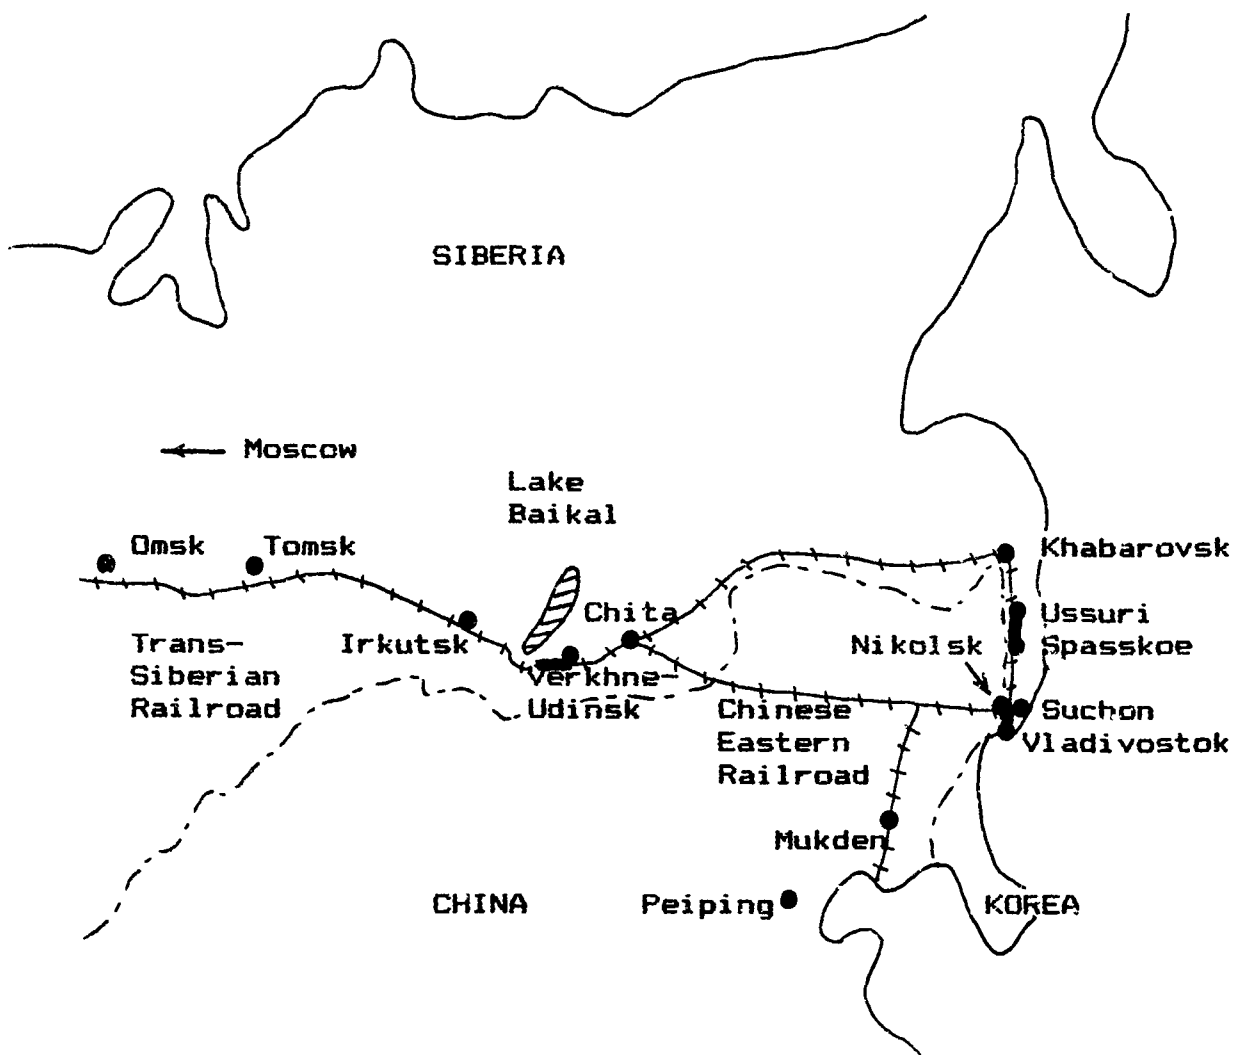 SIBERIA
Moscow
Lake
Baikal
Omsk
Tomsk
Khabarovsk
Chita
Ussuri
Trans-
Siberian
Railroad
Irkutsk
Nikolsk
Spasskoe
Verkhne-
Udinsk
Chinese
Eastern
Railroad
Suchon
Vladivostok
Mukden
CHINA
Peiping
KOREA